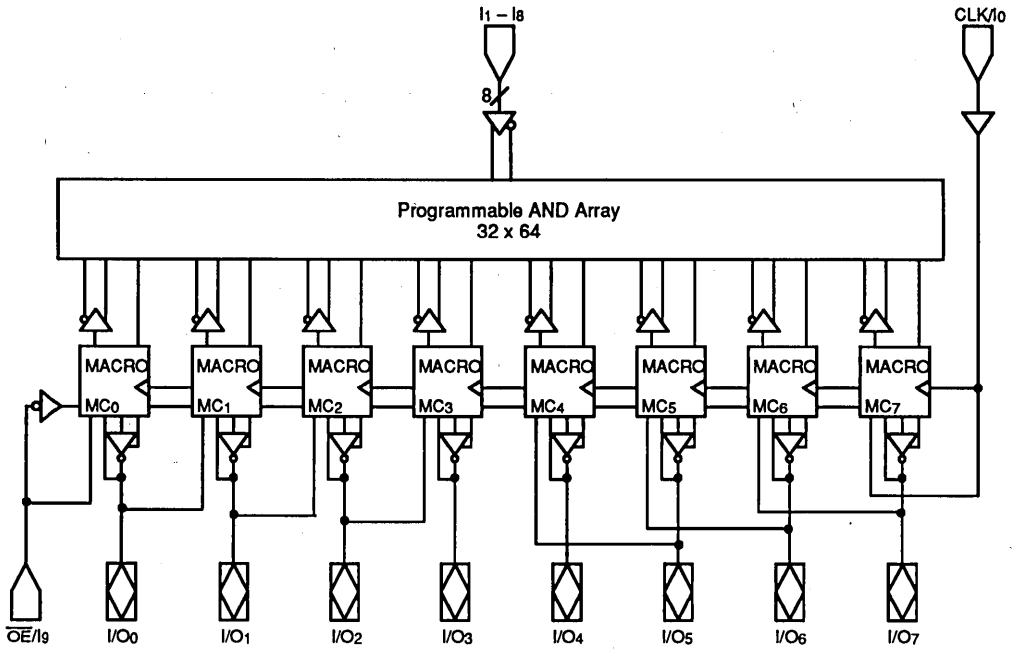 I1 – I8
CLK/I0
8
Programmable AND Array
32 x 64
MACRO MACRO MACRO MACRO MACRO MACRO MACRO MACRO
MC0 MC1 MC2 MC3 MC4 MC5 MC6 MC7
OE/I9 I/O0 I/O1 I/O2 I/O3 I/O4 I/O5 I/O6 I/O7